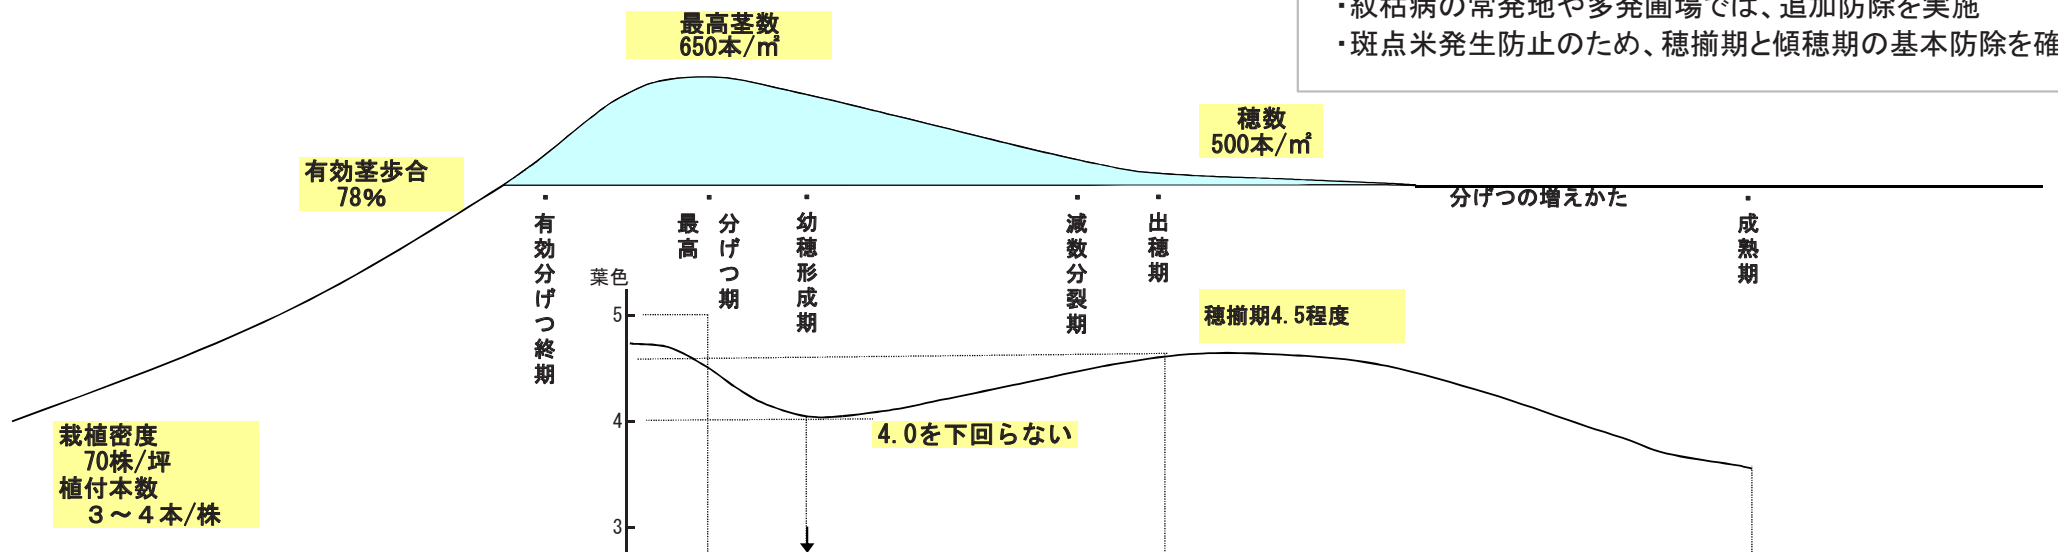 ・紋枯病の常発地や多発圃場では、追加防除を実施
・斑点米発生防止のため、穂揃期と傾穂期の基本防除を確
最高茎数
650本/㎡
穂数
500本/㎡
有効茎歩合
78%
分げつの増えかた
有効分げつ終期
最高
分げつ期
幼穂形成期
減数分裂期
出穂期
成熟期
葉色
5
穂揃期4.5程度
4
4.0を下回らない
栽植密度
70株/坪
植付本数
3～4本/株
3